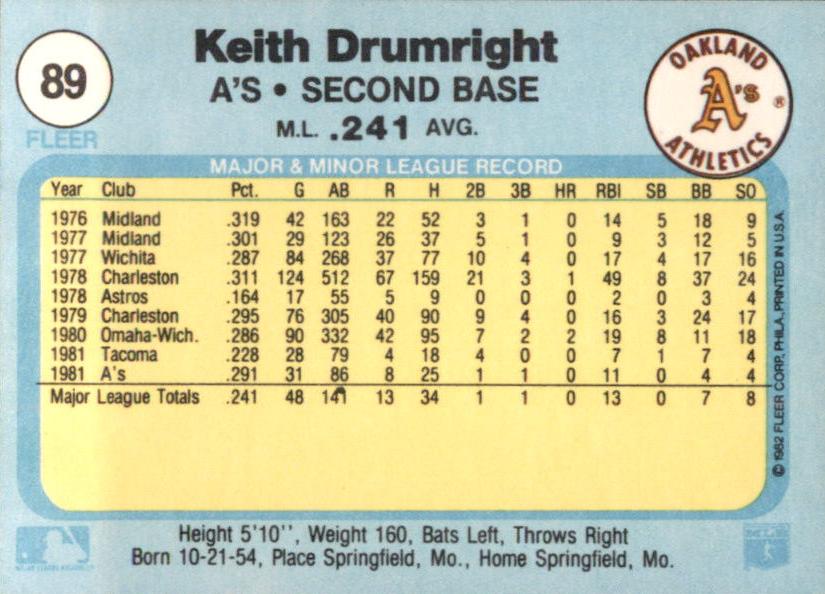 89
FLEER
Keith Drumright
A'S • SECOND BASE
M.L. .241 AVG.
OAKLAND
A's ®
ATHLETICS
MAJOR & MINOR LEAGUE RECORD
Year Club Pct. G AB R H 2B 3B HR RBI SB BB SO
1976 Midland .319 42 163 22 52 3 1 0 14 5 18 9
1977 Midland .301 29 123 26 37 5 1 0 9 3 12 5
1977 Wichita .287 84 268 37 77 10 4 0 17 4 17 16
1978 Charleston .311 124 512 67 159 21 3 1 49 8 37 24
1978 Astros .164 17 55 5 9 0 0 0 2 0 3 4
1979 Charleston .295 76 305 40 90 9 4 0 16 3 24 17
1980 Omaha-Wich. .286 90 332 42 95 7 2 2 19 8 11 18
1981 Tacoma .228 28 79 4 18 4 0 0 7 1 7 4
1981 A's .291 31 86 8 25 1 1 0 11 0 4 4
Major League Totals .241 48 141 13 34 1 1 0 13 0 7 8
© 1982 FLEER CORP., PHILA., PRINTED IN U.S.A.
Height 5'10'', Weight 160, Bats Left, Throws Right
Born 10-21-54, Place Springfield, Mo., Home Springfield, Mo.